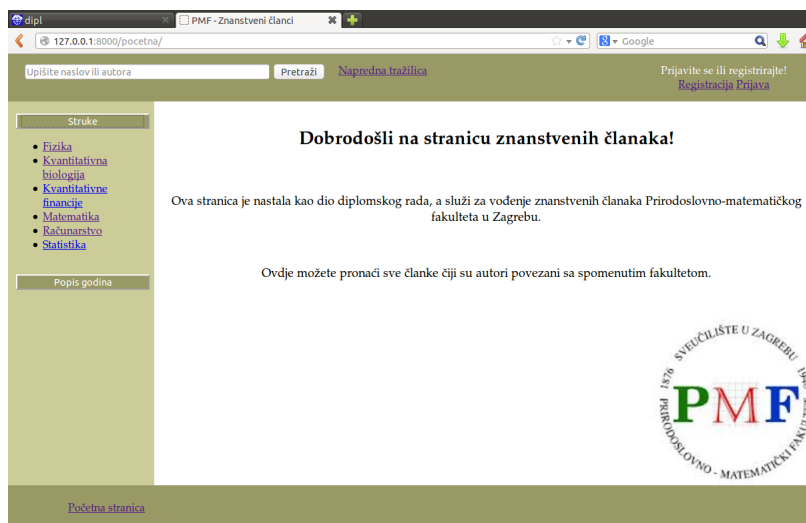 dipl
PMF - Znanstveni članci
127.0.0.1:8000/pocetna/
Google
Upišite naslov ili autora
Pretraži
Napredna tražilica
Prijavite se ili registrirajte!
Registracija Prijava
Struke
Fizika
Kvantitativna
biologija
Kvantitativne
financije
Matematika
Računarstvo
Statistika
Popis godina
Dobrodošli na stranicu znanstvenih članaka!
Ova stranica je nastala kao dio diplomskog rada, a služi za vođenje znanstvenih članaka Prirodoslovno-matematičkog
fakulteta u Zagrebu.
Ovdje možete pronaći sve članke čiji su autori povezani sa spomenutim fakultetom.
SVEUČILIŠTE U ZAGREBU
1876
PMF
PRIRODOSLOVNO - MATEMATIČKI
Početna stranica